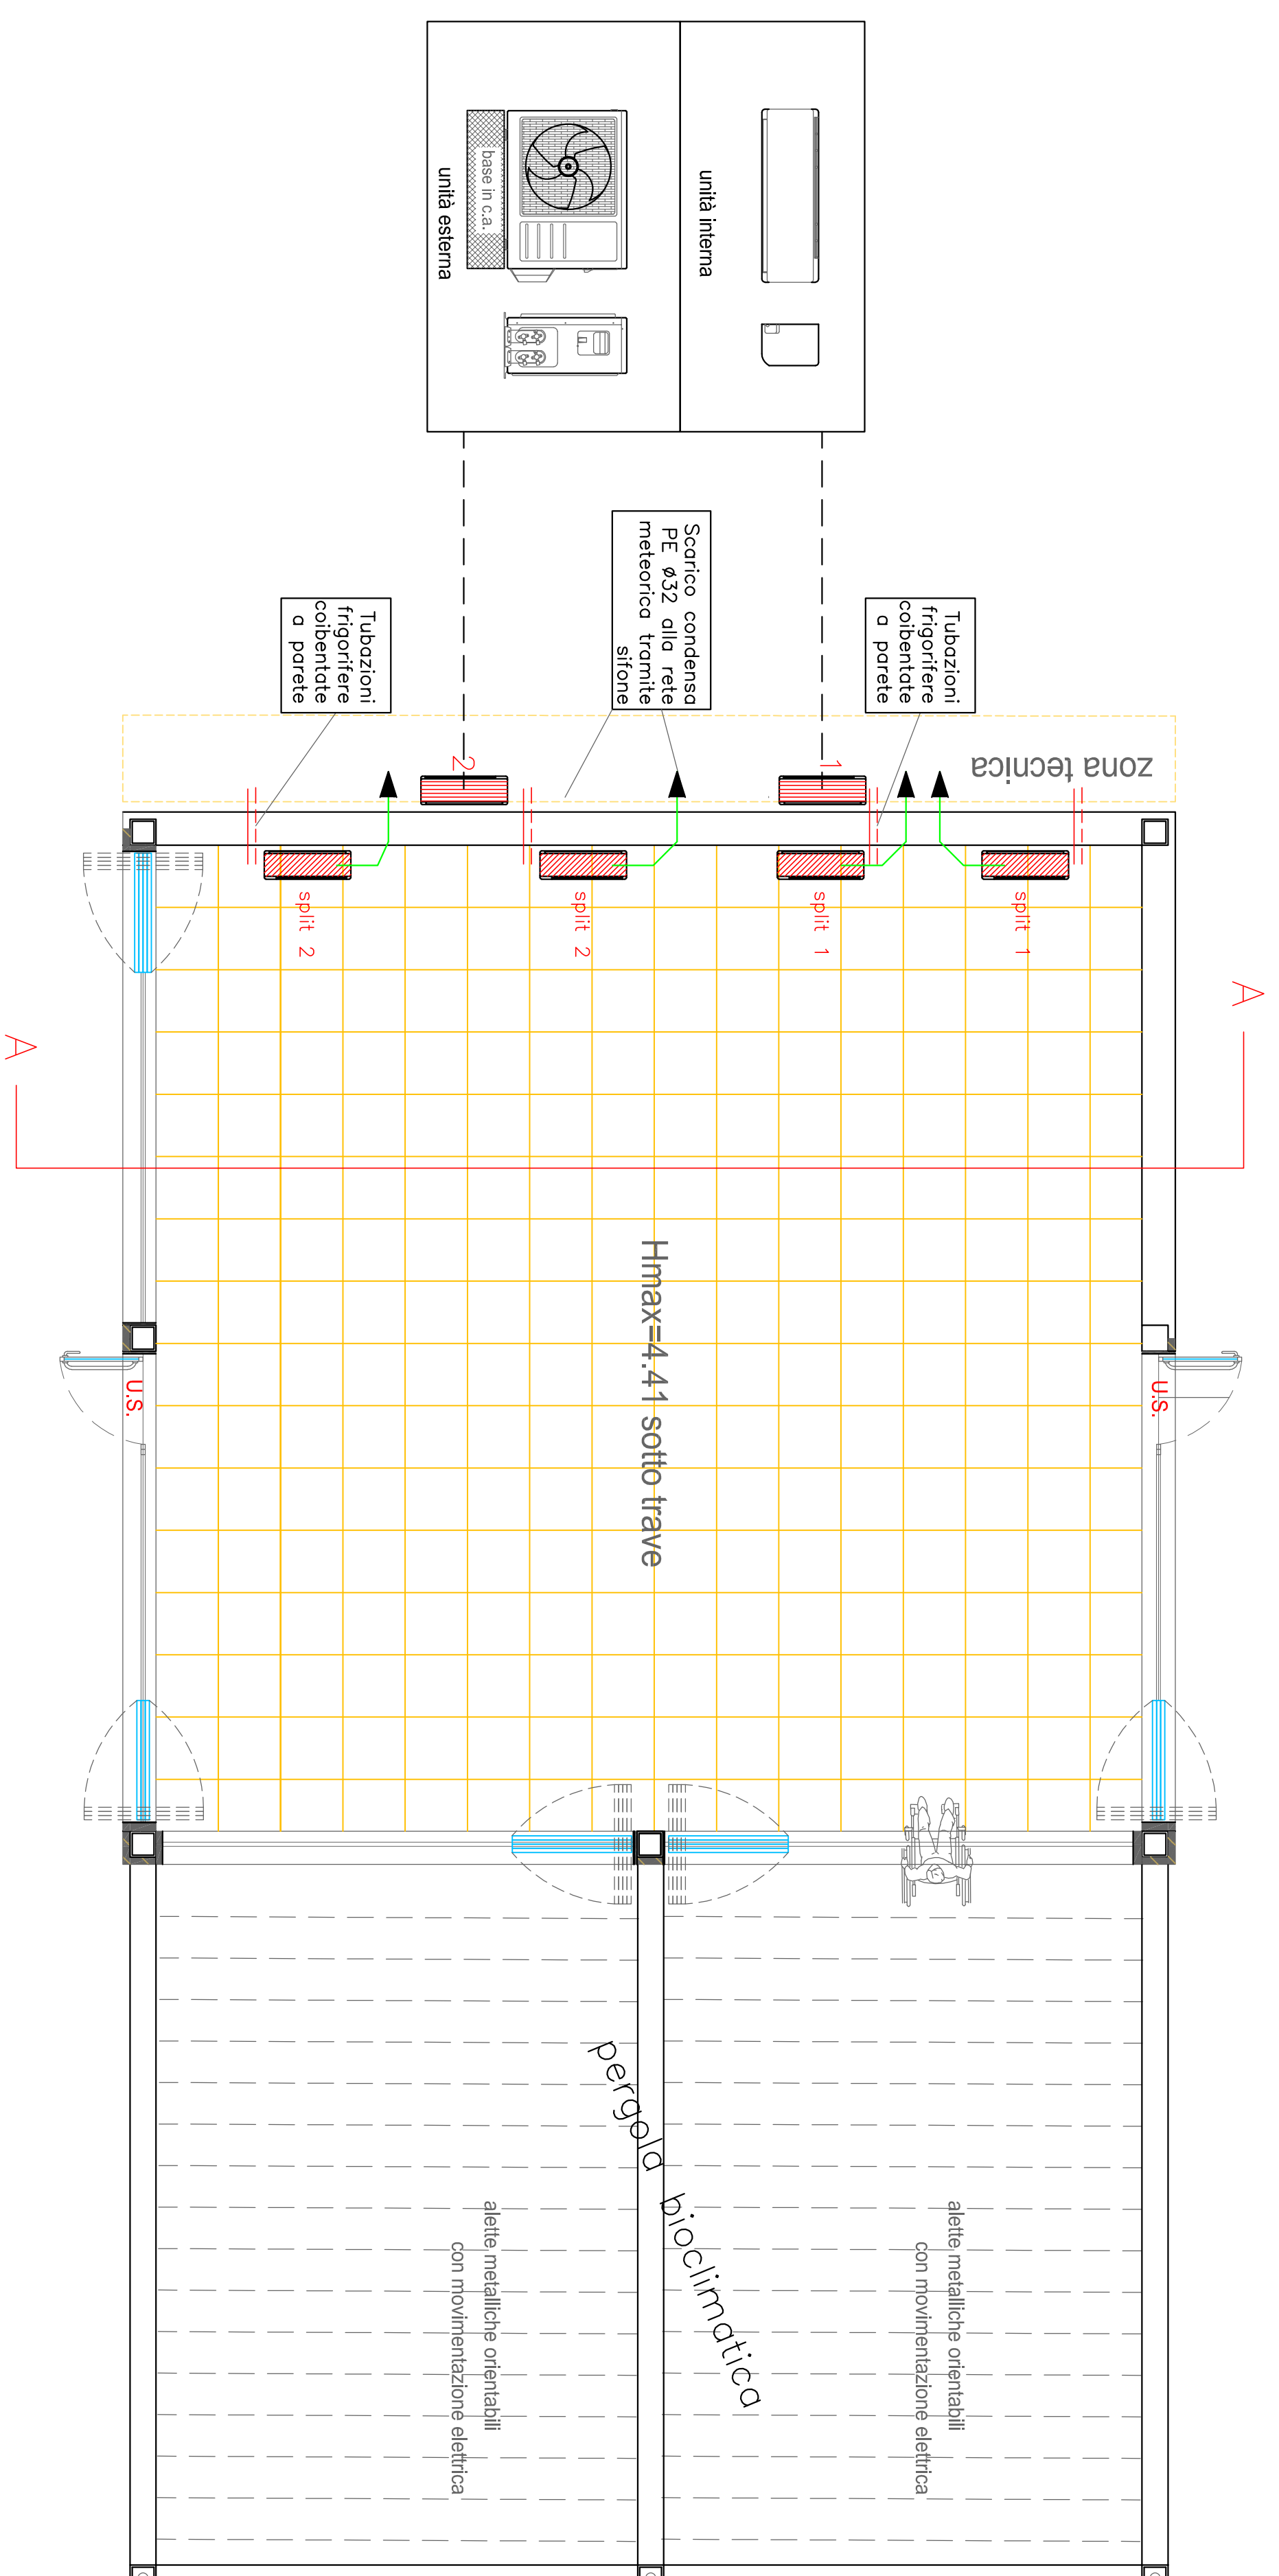 unità interna
base in c.a.
unità esterna
Tubazioni
frigorifere
coibentate
a parete
Scarico condensa
PE ø32 alla rete
meteorica tramite
sifone
Tubazioni
frigorifere
coibentate
a parete
zona tecnica
1
2
split 1
split 1
split 2
split 2
A
A
Hmax=4.41 sotto trave
U.S.
U.S.
pergola bioclimatica
alette metalliche orientabili
con movimentazione elettrica
alette metalliche orientabili
con movimentazione elettrica